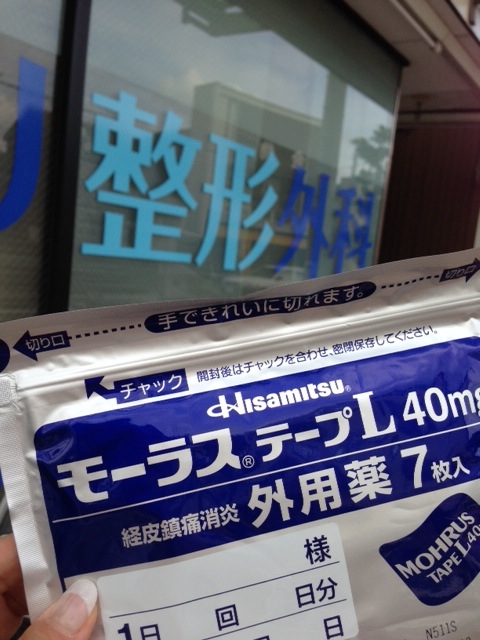 整形外科
切り口
手できれいに切れます。
切り口
チャック 開封後はチャックを合わせ、密閉保存してください。
Hisamitsu®
モーラス®テープL 40mg
経皮鎮痛消炎 外用薬 7枚入
様
1日 回 日分
月 日
MOHRUS
TAPE L 40
N511S